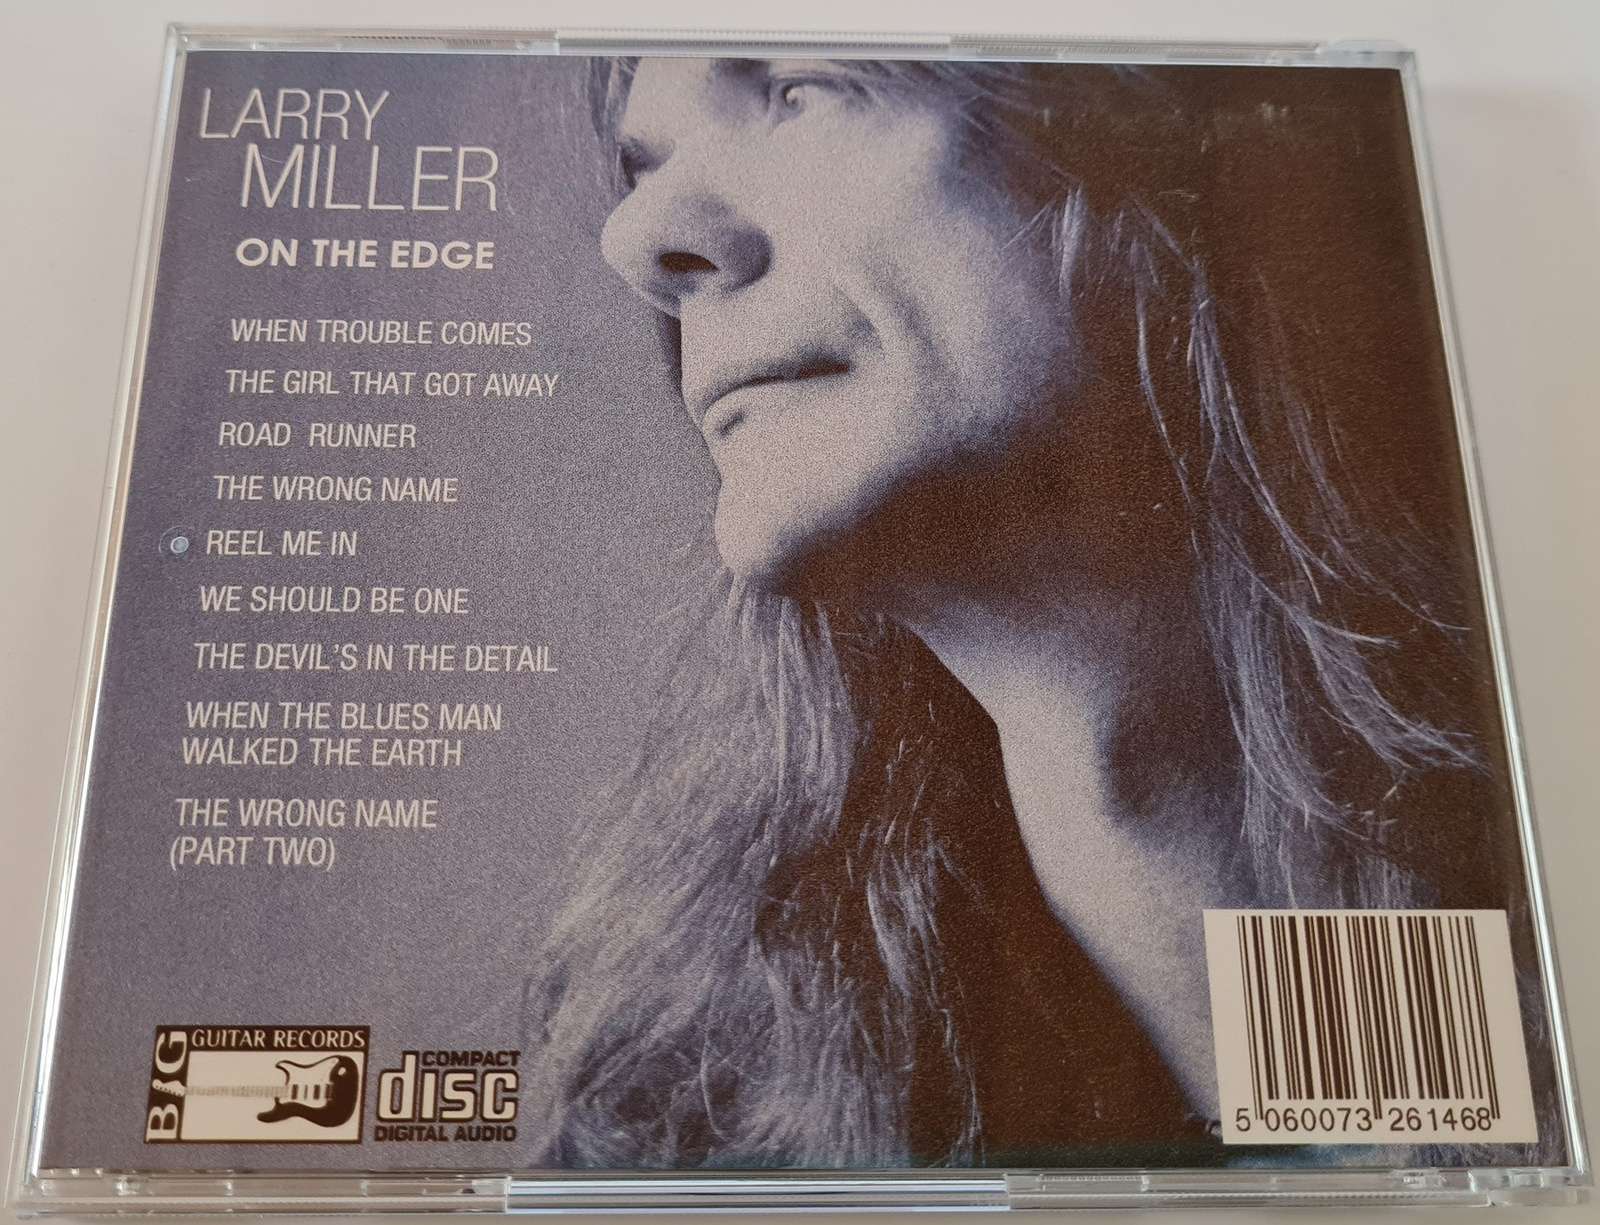 LARRY
MILLER
ON THE EDGE
WHEN TROUBLE COMES
THE GIRL THAT GOT AWAY
ROAD RUNNER
THE WRONG NAME
REEL ME IN
WE SHOULD BE ONE
THE DEVIL'S IN THE DETAIL
WHEN THE BLUES MAN
WALKED THE EARTH
THE WRONG NAME
(PART TWO)
BIG
GUITAR RECORDS
COMPACT
disc
DIGITAL AUDIO
5 060073 261468